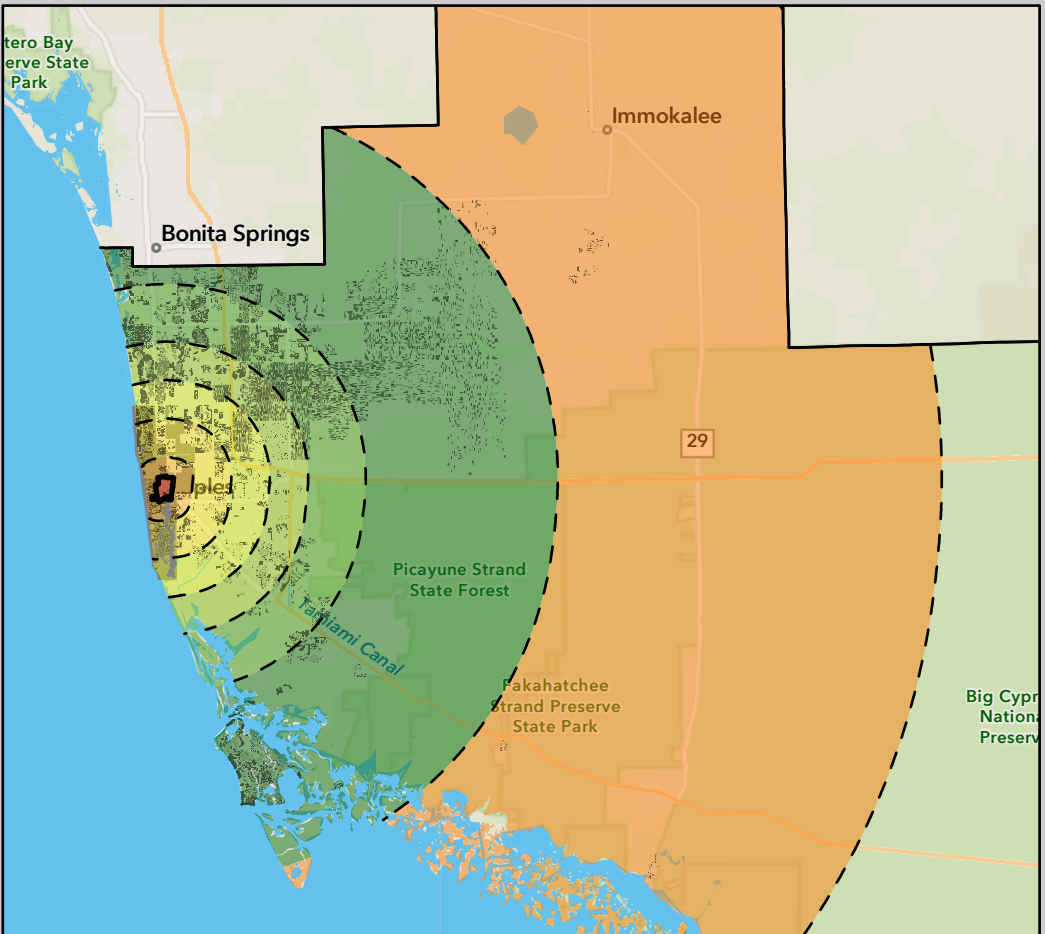 tero Bay
erve State
Park
Immokalee
Bonita Springs
29
ples
Picayune Strand
State Forest
Tamiami Canal
Fakahatchee
Strand Preserve
State Park
Big Cypr
Nationa
Preserv